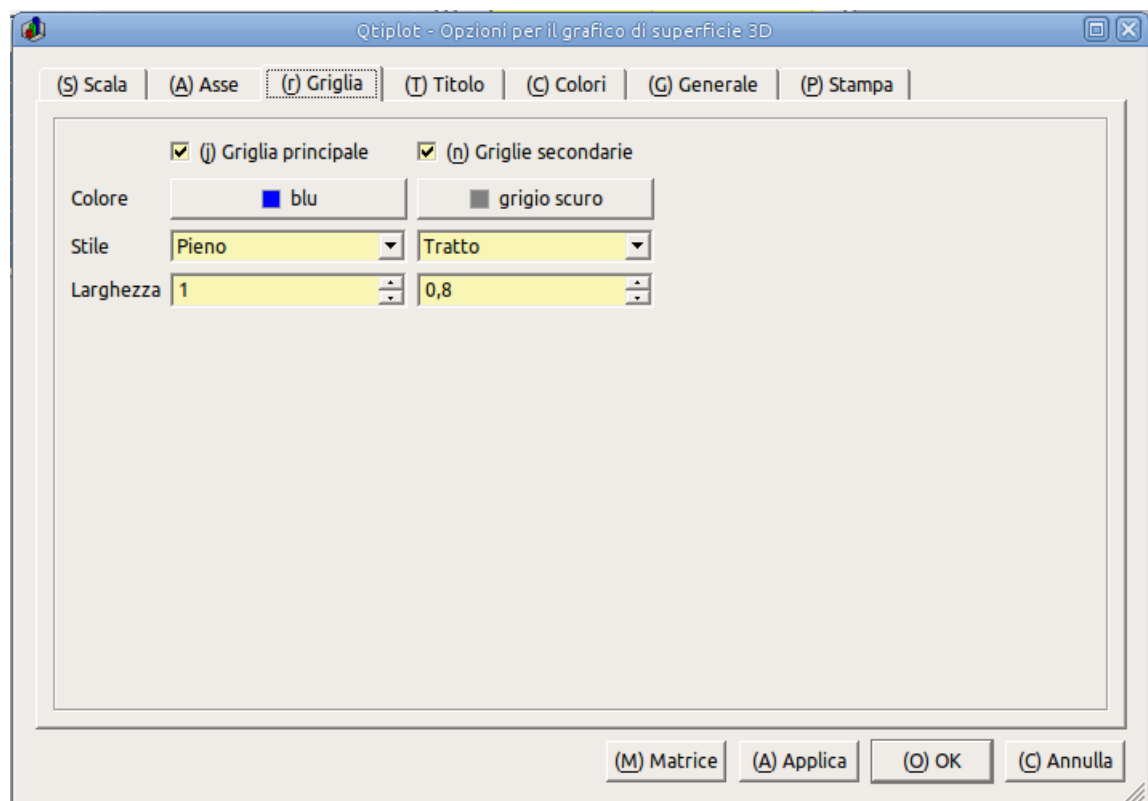 Qtiplot - Opzioni per il grafico di superficie 3D
(S) Scala (A) Asse (r) Griglia (T) Titolo (C) Colori (G) Generale (P) Stampa
(j) Griglia principale (n) Griglie secondarie
Colore blu grigio scuro
Stile Pieno Tratto
Larghezza 1 0,8
(M) Matrice (A) Applica (O) OK (C) Annulla